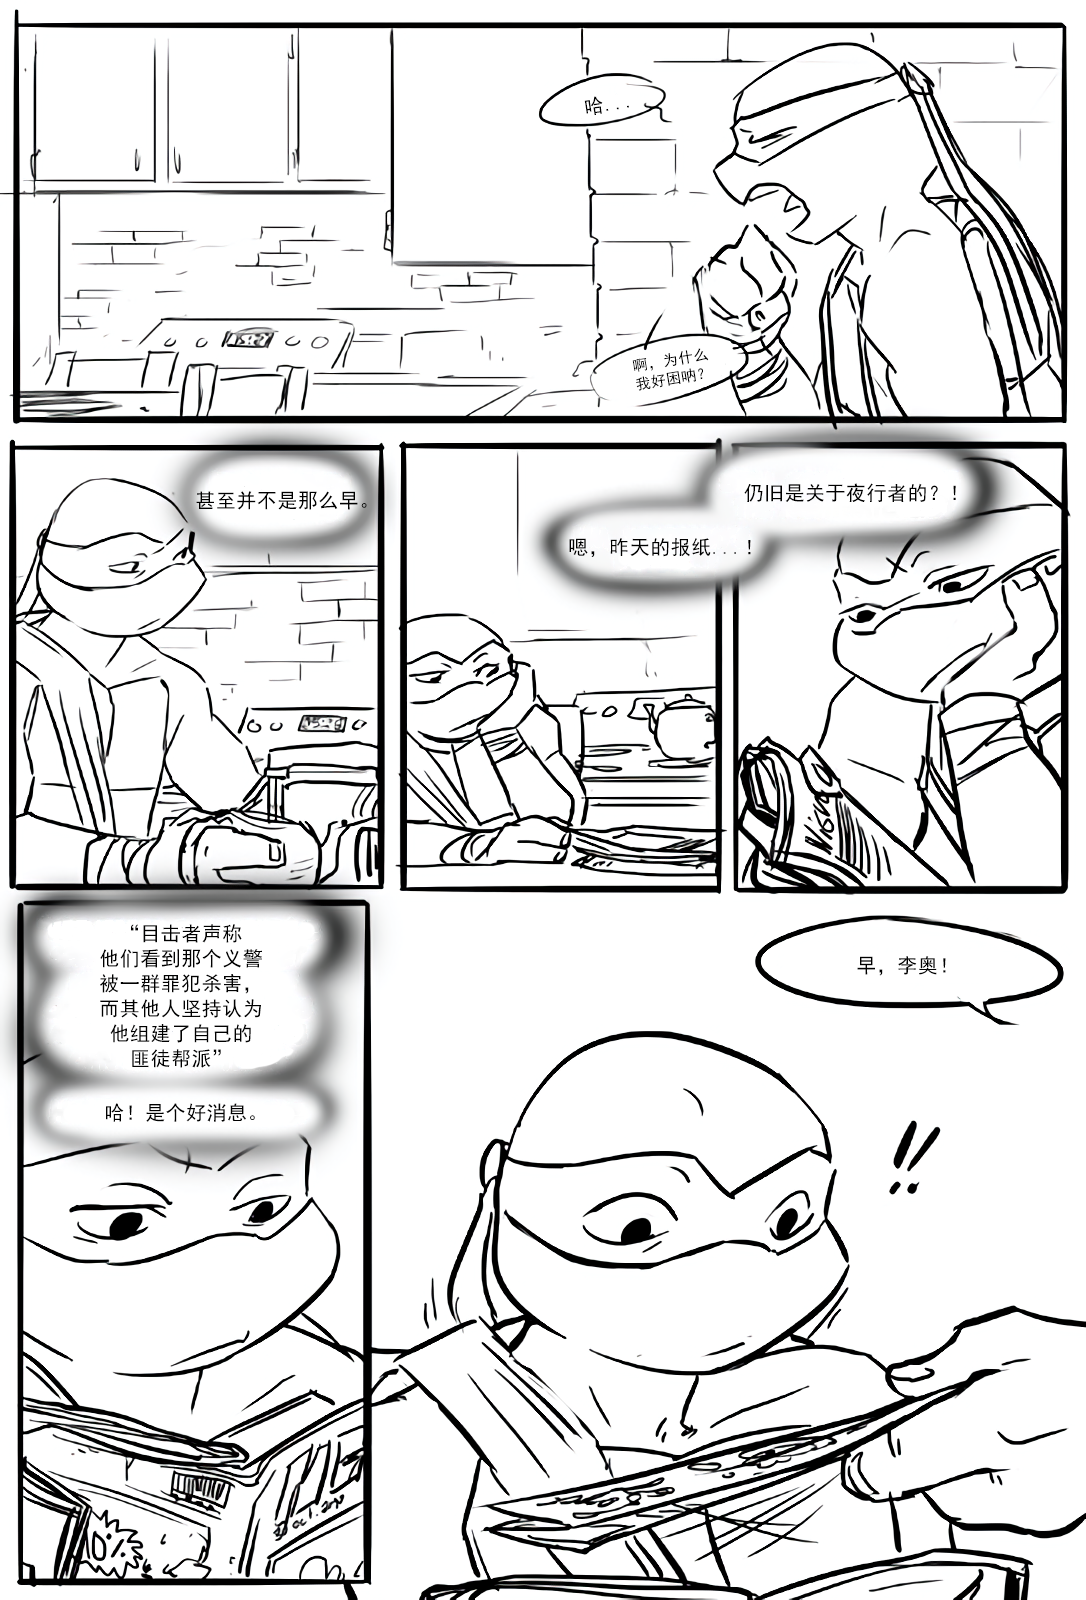 哈...
啊，为什么
我好困呐？
甚至并不是那么早。
嗯，昨天的报纸...！
仍旧是关于夜行者的？！
“目击者声称
他们看到那个义警
被一群罪犯杀害，
而其他人坚持认为
他组建了自己的
匪徒帮派”
哈！是个好消息。
早，李奥！
!!
0%